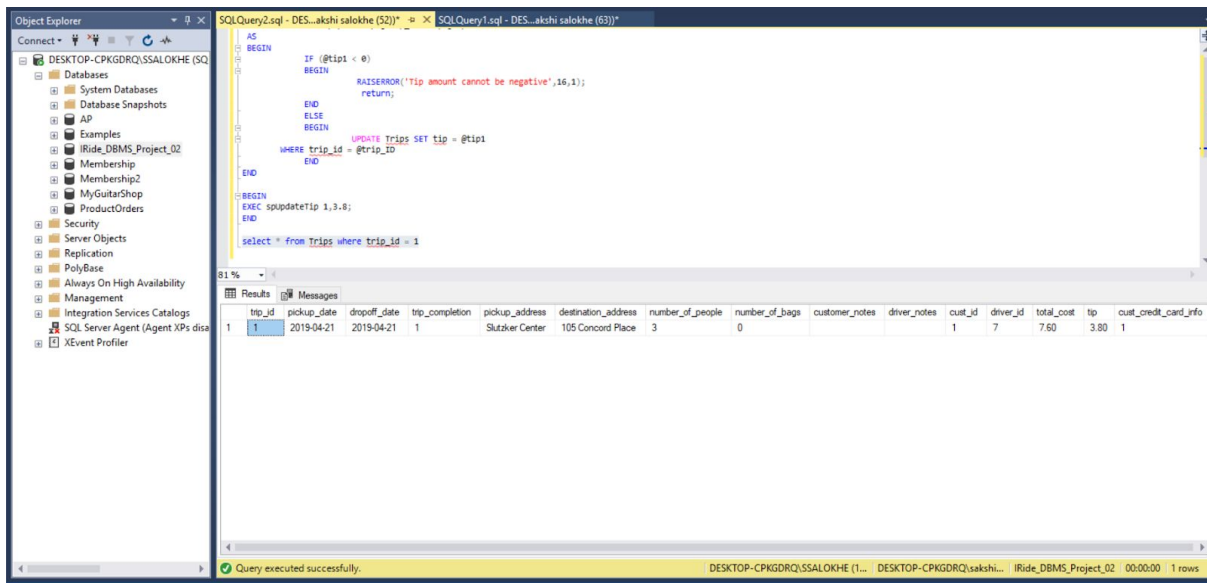 Object Explorer
Connect
DESKTOP-CPKGDRQ\SSALOKHE (SQ
Databases
System Databases
Database Snapshots
AP
Examples
IRide_DBMS_Project_02
Membership
Membership2
MyGuitarShop
ProductOrders
Security
Server Objects
Replication
PolyBase
Always On High Availability
Management
Integration Services Catalogs
SQL Server Agent (Agent XPs disa
XEvent Profiler
SQLQuery2.sql - DES...akshi salokhe (52))* SQLQuery1.sql - DES...akshi salokhe (63))*
AS
BEGIN
IF (@tip1 < 0)
BEGIN
RAISERROR('Tip amount cannot be negative',16,1);
return;
END
ELSE
BEGIN
UPDATE Trips SET tip = @tip1
WHERE trip_id = @trip_ID
END
END
BEGIN
EXEC spUpdateTip 1,3.8;
END
select * from Trips where trip_id = 1
81 %
Results Messages
trip_id pickup_date dropoff_date trip_completion pickup_address destination_address number_of_people number_of_bags customer_notes driver_notes cust_id driver_id total_cost tip cust_credit_card_info
1 1 2019-04-21 2019-04-21 1 Slutzker Center 105 Concord Place 3 0 1 7 7.60 3.80 1
Query executed successfully. DESKTOP-CPKGDRQ\SSALOKHE (1... DESKTOP-CPKGDRQ\sakshi... IRide_DBMS_Project_02 00:00:00 1 rows